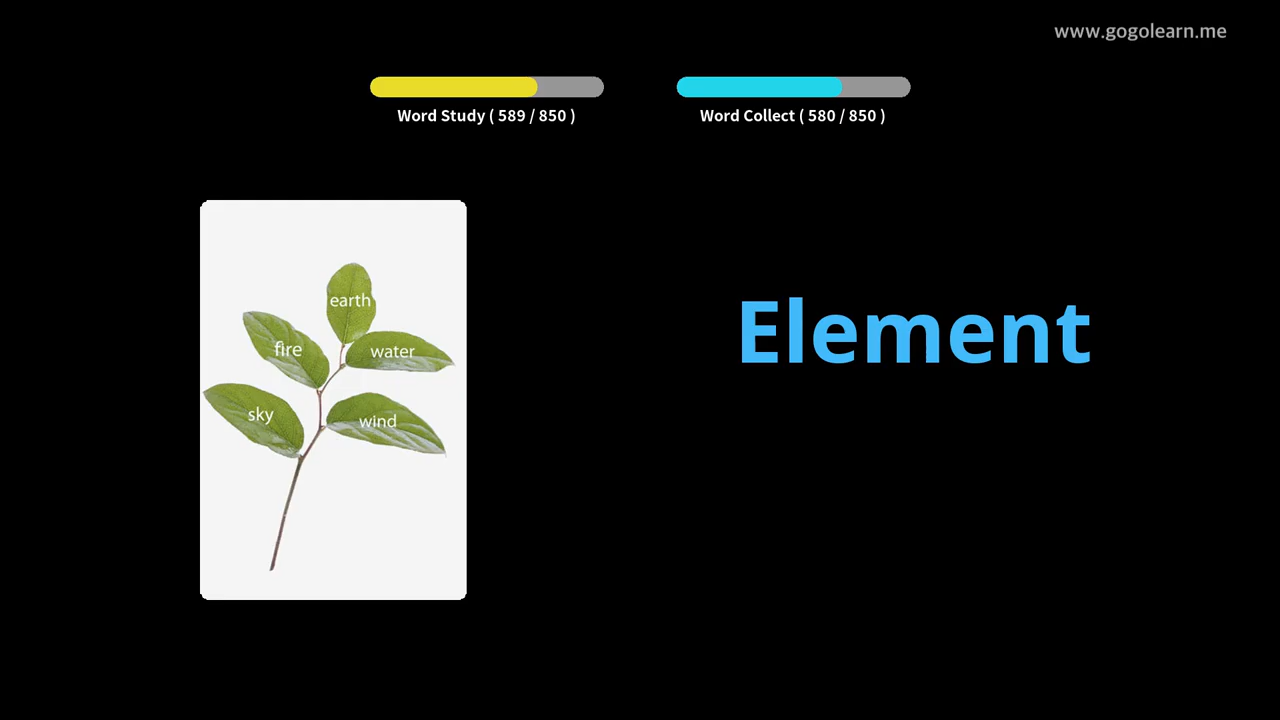 www.gogolearn.me
Word Study ( 589 / 850 )
Word Collect ( 580 / 850 )
earth
fire
water
sky
wind
Element